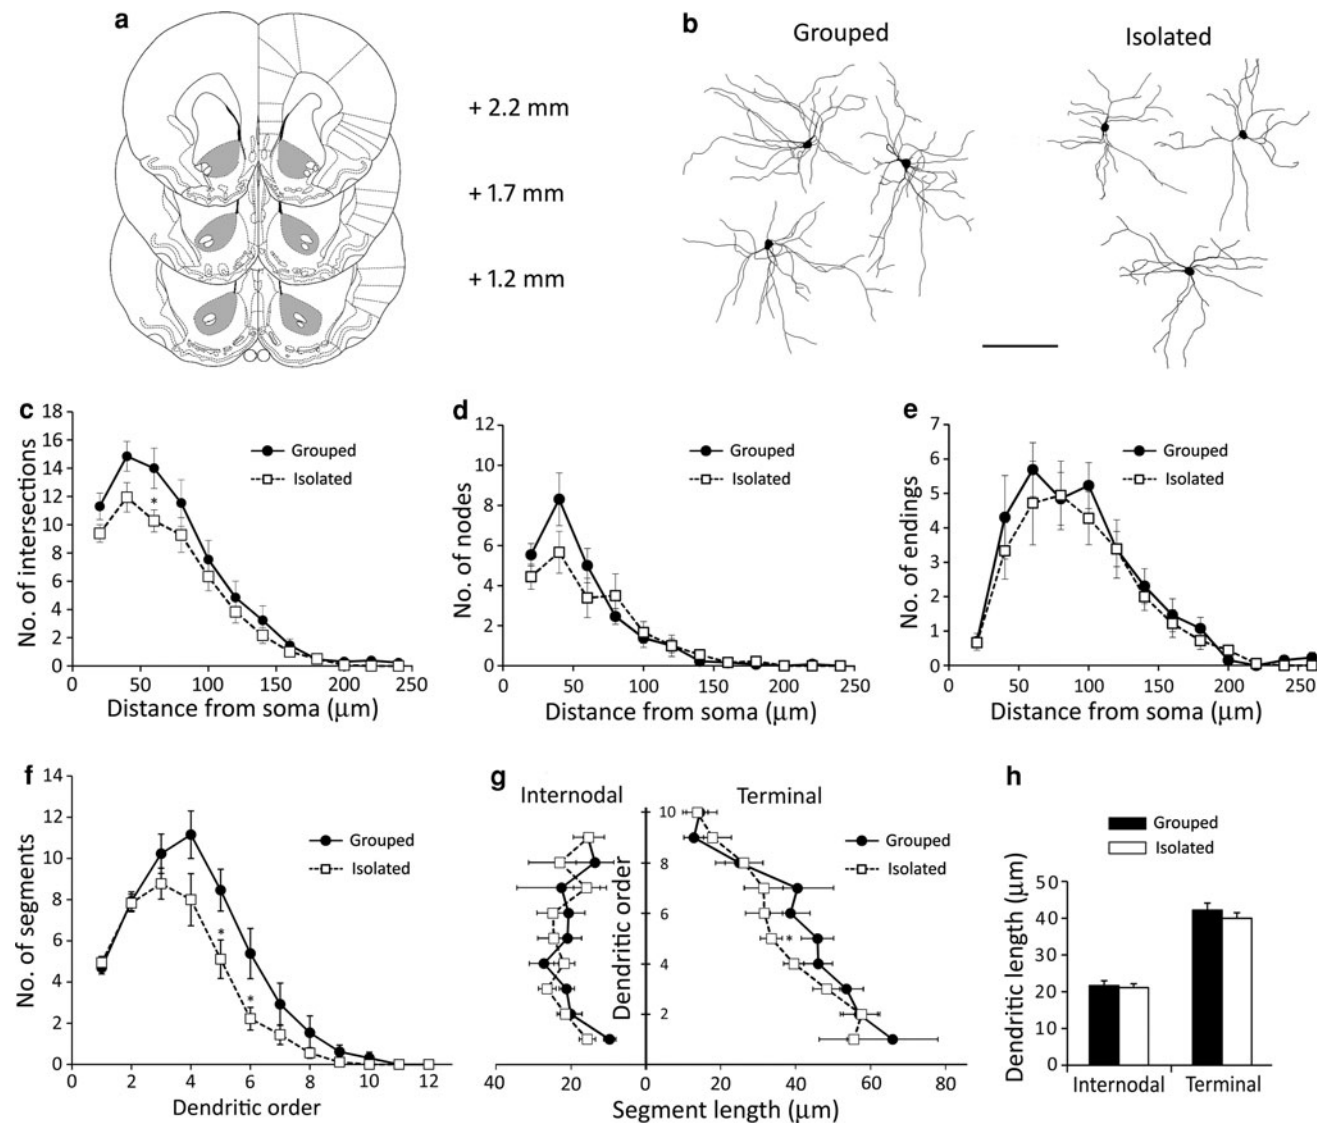 a
+ 2.2 mm
+ 1.7 mm
+ 1.2 mm
b
Grouped
Isolated
c
18
16
14
12
10
8
6
4
2
0
No. of intersections
Grouped
Isolated
*
0 50 100 150 200 250
Distance from soma (µm)
d
12
10
8
6
4
2
0
No. of nodes
Grouped
Isolated
0 50 100 150 200 250
Distance from soma (µm)
e
7
6
5
4
3
2
1
0
No. of endings
Grouped
Isolated
0 50 100 150 200 250
Distance from soma (µm)
f
14
12
10
8
6
4
2
0
No. of segments
Grouped
Isolated
*
*
0 2 4 6 8 10 12
Dendritic order
g
Internodal
Terminal
10
8
6
4
2
Dendritic order
Grouped
Isolated
*
40 20 0 20 40 60 80
Segment length (µm)
h
Grouped
Isolated
50
40
30
20
10
0
Dendritic length (µm)
Internodal Terminal